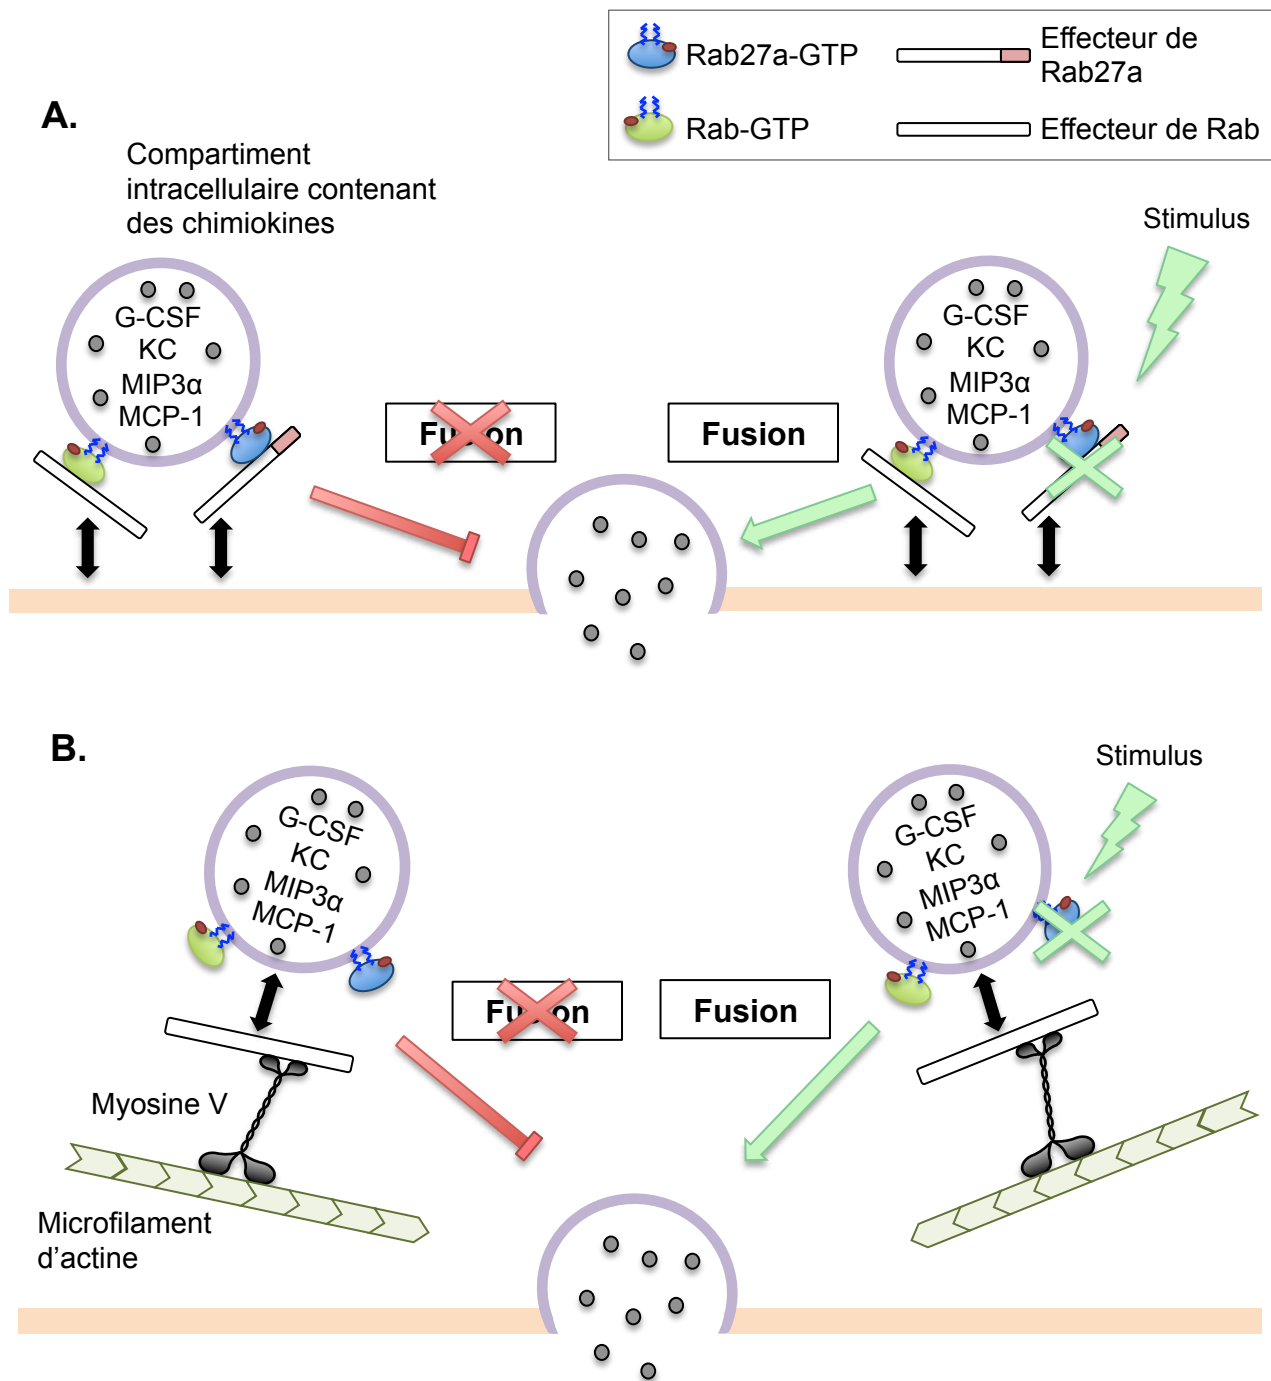 Rab27a-GTP
Effecteur de
Rab27a
Rab-GTP
Effecteur de Rab
A.
Compartiment
intracellulaire contenant
des chimiokines
Stimulus
G-CSF
KC
MIP3α
MCP-1
Fusion
Fusion
G-CSF
KC
MIP3α
MCP-1
B.
Stimulus
G-CSF
KC
MIP3α
MCP-1
G-CSF
KC
MIP3α
MCP-1
Fusion
Fusion
Myosine V
Microfilament
d’actine